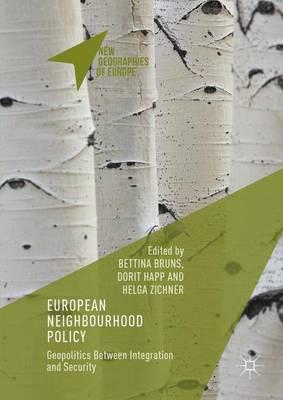 NEW
GEOGRAPHIES
OF EUROPE
Edited by
BETTINA BRUNS,
DORIT HAPP AND
HELGA ZICHNER
EUROPEAN
NEIGHBOURHOOD
POLICY
Geopolitics Between Integration
and Security